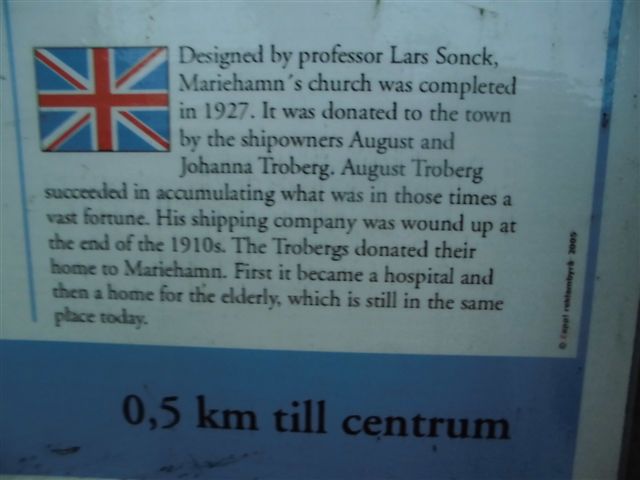 Designed by professor Lars Sonck,
Mariehamn´s church was completed
in 1927. It was donated to the town
by the shipowners August and
Johanna Troberg. August Troberg
succeeded in accumulating what was in those times a
vast fortune. His shipping company was wound up at
the end of the 1910s. The Trobergs donated their
home to Mariehamn. First it became a hospital and
then a home for the elderly, which is still in the same
place today.
© Eppi reklambyrå 2005
0,5 km till centrum